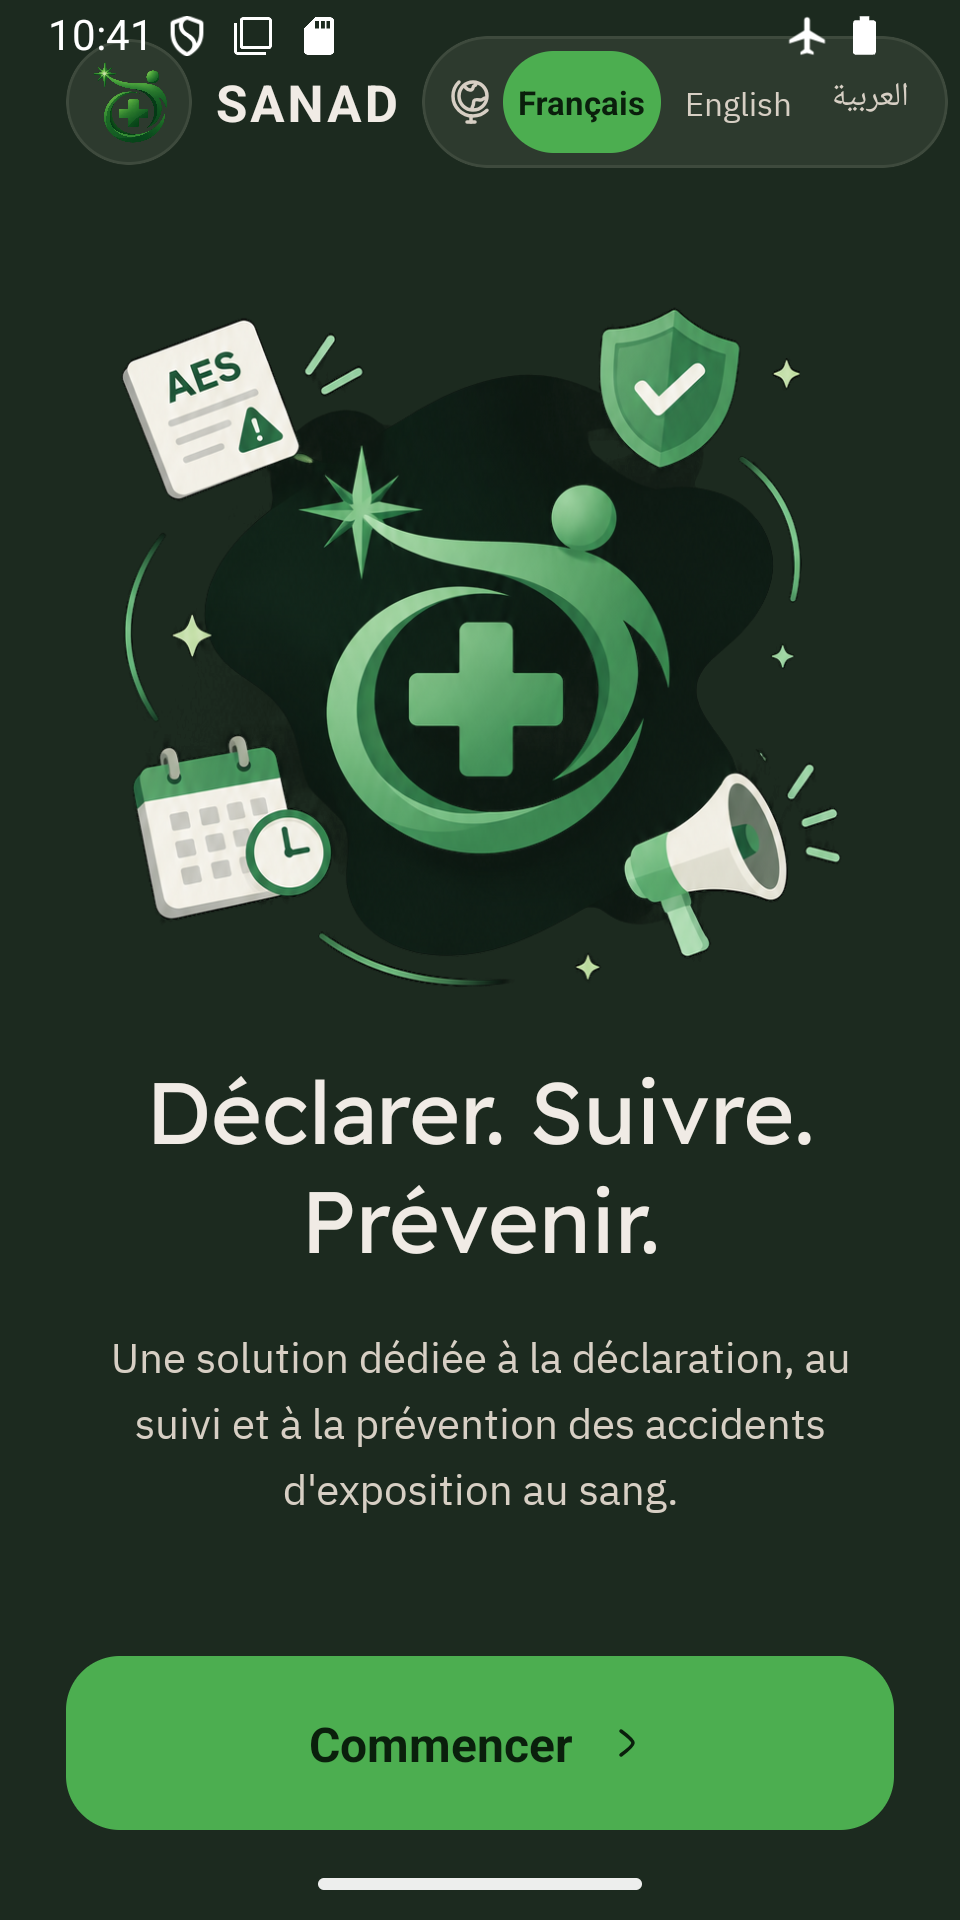 10:41
SANAD
Français English العربية
AES
Déclarer. Suivre.
Prévenir.
Une solution dédiée à la déclaration, au
suivi et à la prévention des accidents
d'exposition au sang.
Commencer